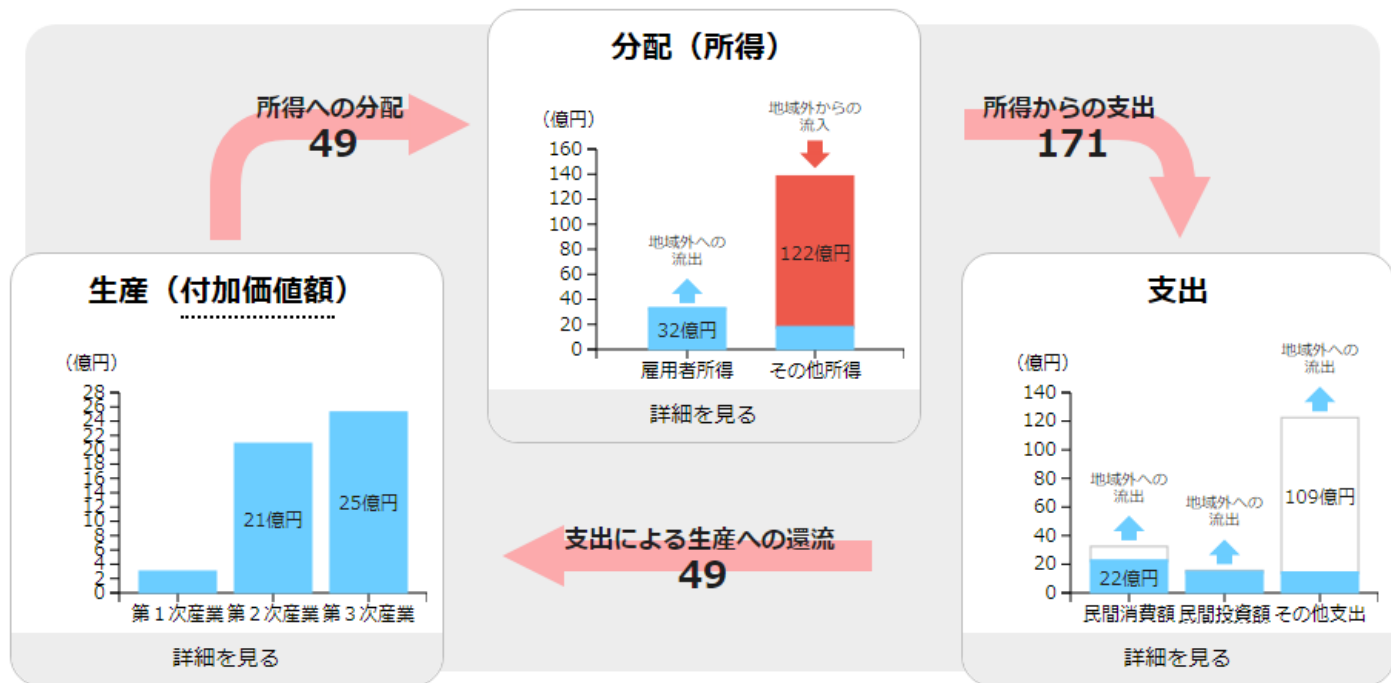 分配（所得）
所得への分配
49
地域外からの
流入
（億円）
160
140
120
100
80
60
40
20
0
地域外への
流出
122億円
32億円
雇用者所得
その他所得
詳細を見る
所得からの支出
171
生産（付加価値額）
（億円）
28
26
24
22
20
18
16
14
12
10
8
6
4
2
0
21億円
25億円
第１次産業
第２次産業
第３次産業
詳細を見る
支出
（億円）
140
120
100
80
60
40
20
0
地域外への
流出
地域外への
流出
地域外への
流出
22億円
109億円
民間消費額
民間投資額
その他支出
詳細を見る
支出による生産への還流
49